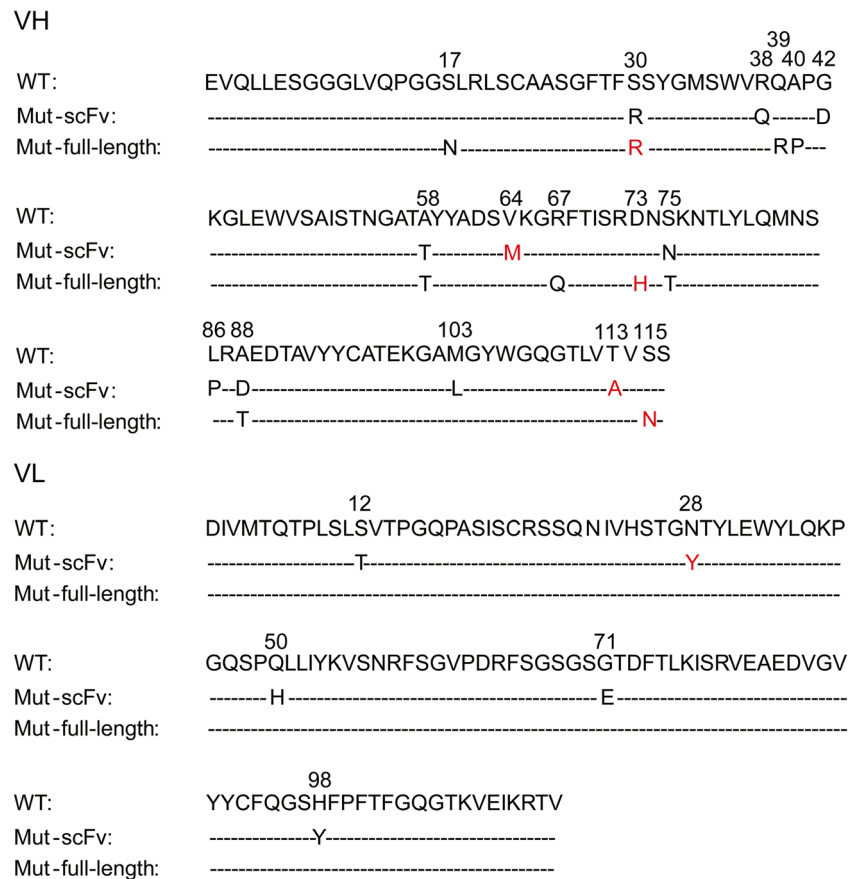 VH
39
17 30 38 40 42
WT: EVQLLESGGGLVQPGGSLRLSCAASGFTFSSYGMSWVRQAPG
Mut-scFv: ------------------------------R-------Q------D
Mut-full-length: ----------------N------------R--------RP---
58 64 67 73 75
WT: KGLEWVSAISTNGATAYYADSVKGRFTISRDNSKNTLYLQMNS
Mut-scFv: ---------------T------M----------N----------
Mut-full-length: ---------------T--------Q-----H--T----------
86 88 103 113 115
WT: LRAEDTAVYYCATEKGAMGYWGQGTLVTVSS
Mut-scFv: P--D--------------L----------A-----
Mut-full-length: ---T--------------------------N-
VL
12 28
WT: DIVMTQTPLSLSVTPGQPASISCRSSQNIVHSTGNTYLEWYLQKP
Mut-scFv: -----------T----------------------Y----------
Mut-full-length: ---------------------------------------------
50 71
WT: GQSPQLLIYKVSNRFSGVPDRFSGSGSGTDFTLKISRVEAEDVGV
Mut-scFv: ----H----------------------E-----------------
Mut-full-length: ---------------------------------------------
98
WT: YYCFQGSHFPFTFGQGTKVEIKRTV
Mut-scFv: -------Y-----------------
Mut-full-length: -------------------------